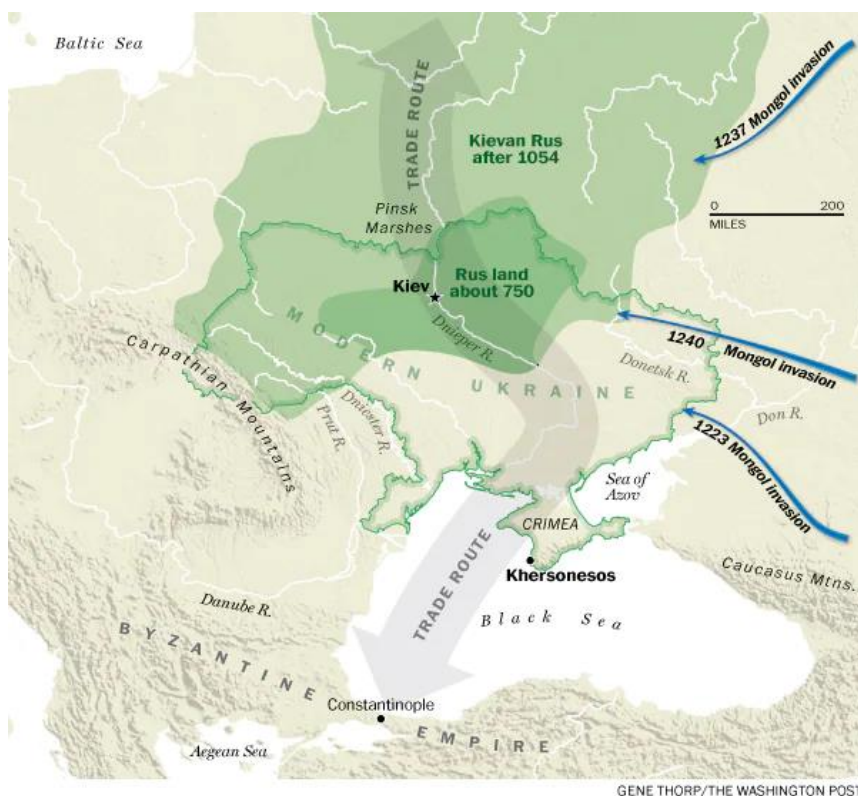 Baltic Sea
TRADE ROUTE
1237 Mongol invasion
Kievan Rus
after 1054
0 200
MILES
Pinsk
Marshes
Rus land
about 750
Kiev
Dnieper R.
MODERN UKRAINE
1240 Mongol invasion
Carpathian Mountains
Donetsk R.
Prut R.
Dniester R.
Don R.
1223 Mongol invasion
Sea of
Azov
CRIMEA
TRADE ROUTE
Khersonesos
Caucasus Mtns.
Danube R.
Black Sea
BYZANTINE EMPIRE
Constantinople
Aegean Sea
GENE THORP/THE WASHINGTON POST